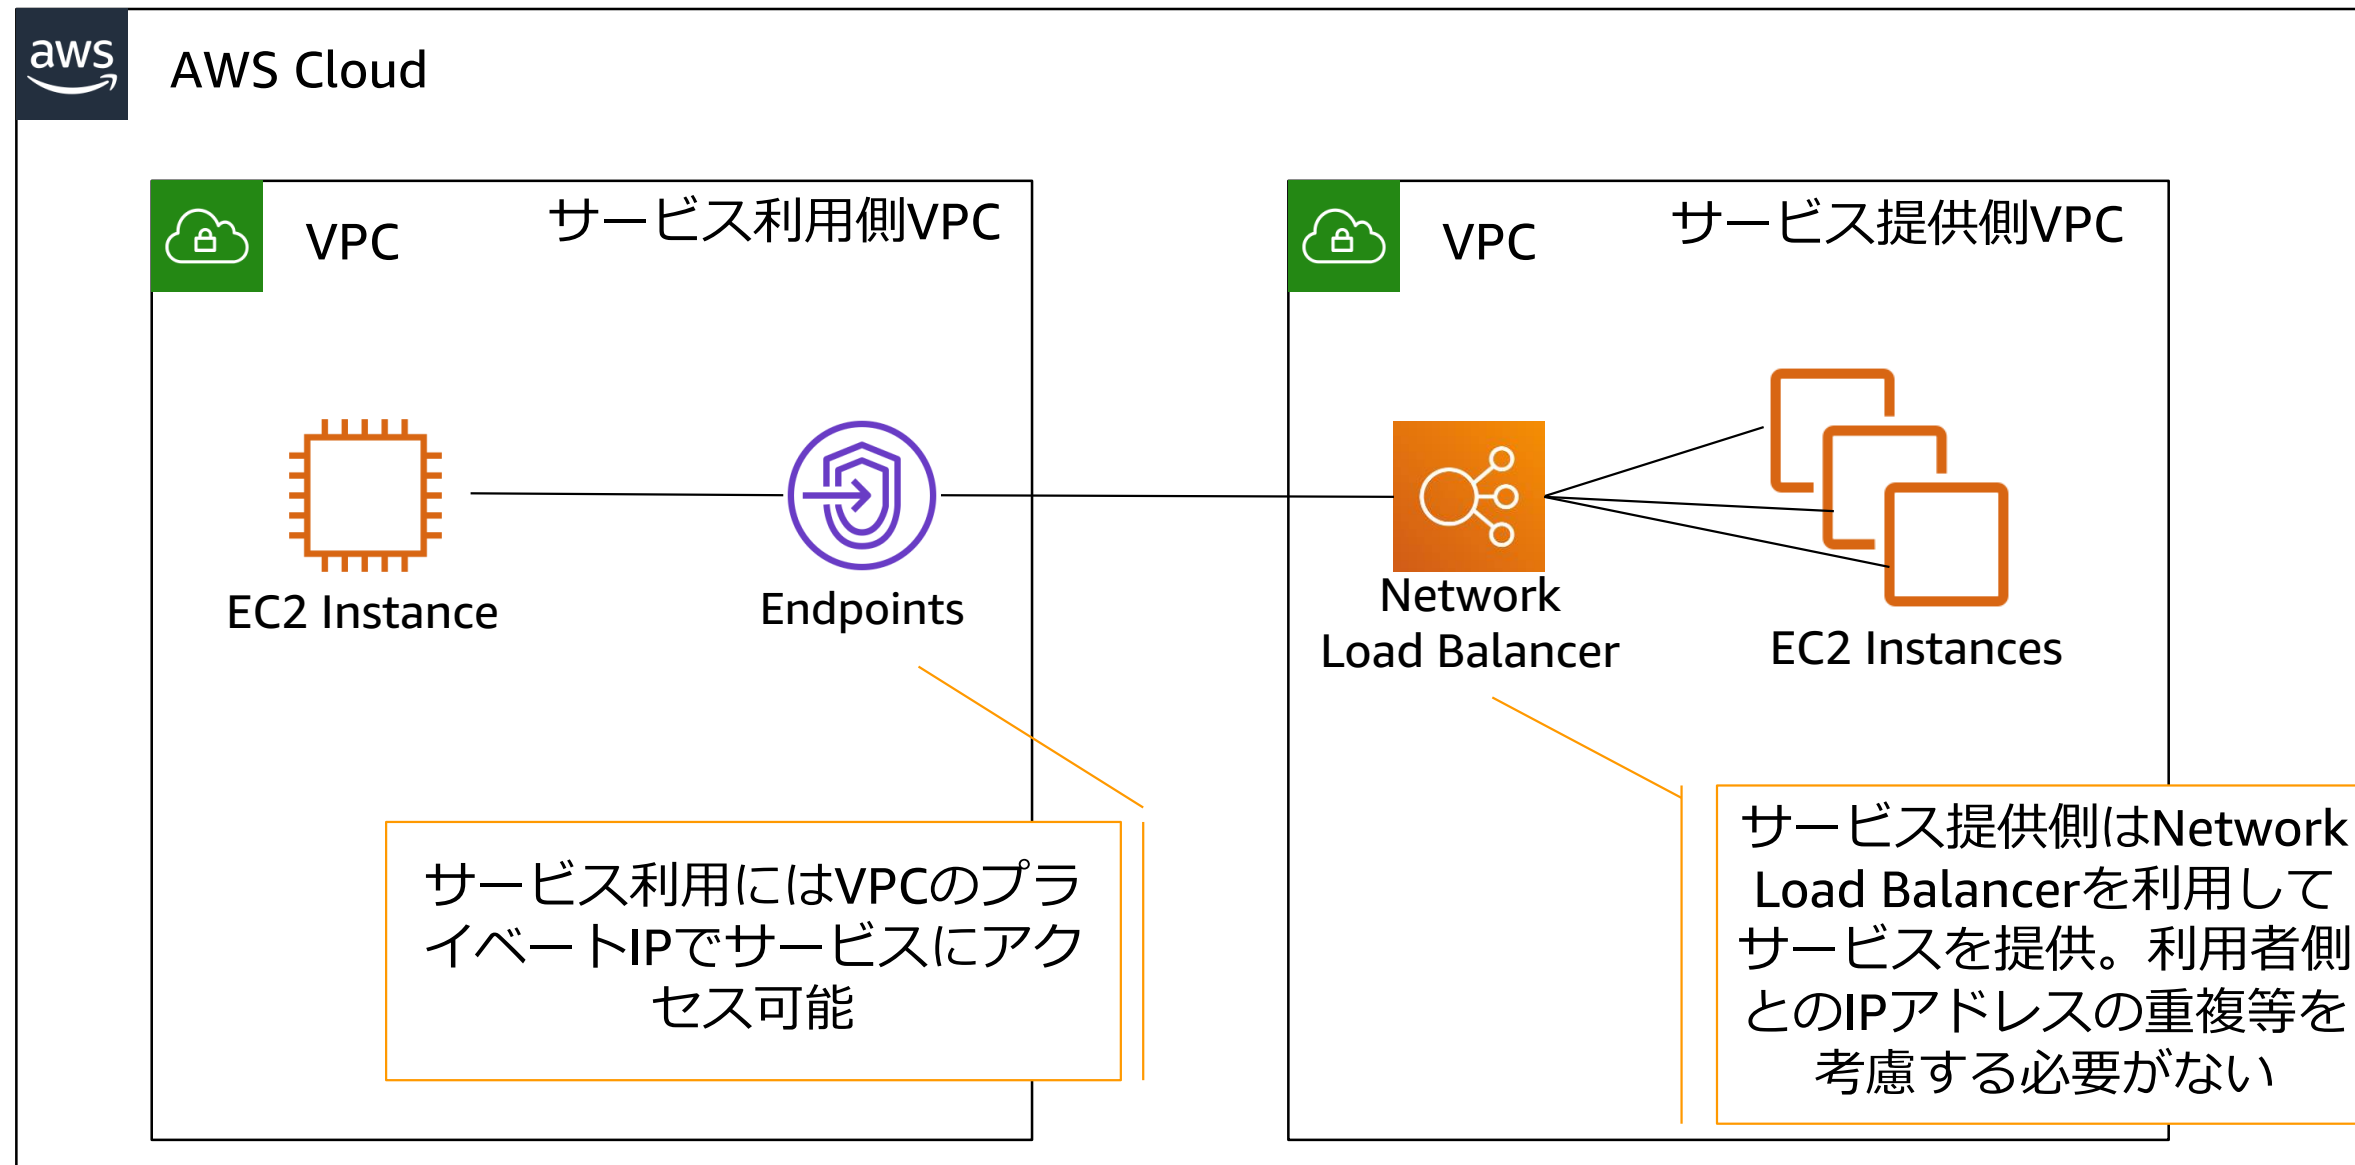 aws
AWS Cloud
VPC
サービス利用側VPC
VPC
サービス提供側VPC
EC2 Instance
Endpoints
Network
Load Balancer
EC2 Instances
サービス利用にはVPCのプラ
イベートIPでサービスにアク
セス可能
サービス提供側はNetwork
Load Balancerを利用して
サービスを提供。利用者側
とのIPアドレスの重複等を
考慮する必要がない